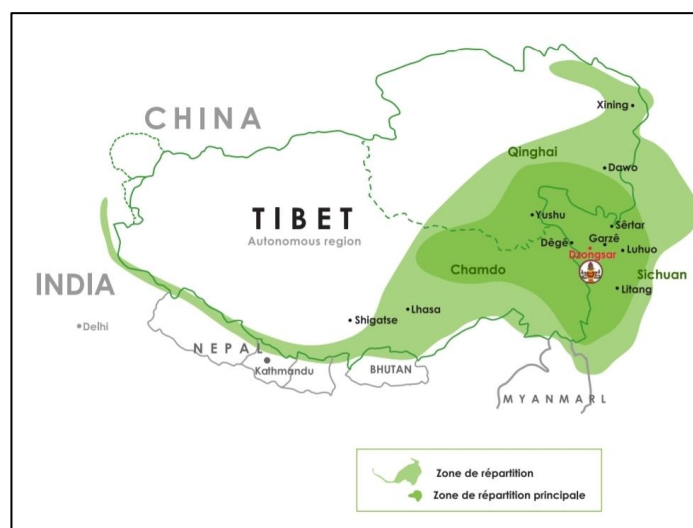 CHINA
Xining
Qinghai
Dawo
TIBET
Autonomous region
Yushu
Sêrtar
Dêgê
Garzê
Luhuo
Dzongsar
Chamdo
Sichuan
INDIA
Litang
Lhasa
Shigatse
Delhi
NEPAL
Kathmandu
BHUTAN
MYANMARL
Zone de répartition
Zone de répartition principale